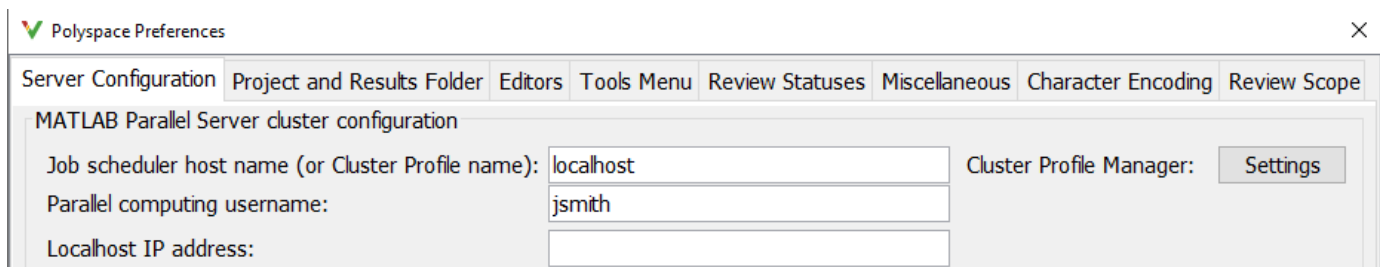 Polyspace Preferences
Server Configuration Project and Results Folder Editors Tools Menu Review Statuses Miscellaneous Character Encoding Review Scope
MATLAB Parallel Server cluster configuration
Job scheduler host name (or Cluster Profile name): localhost Cluster Profile Manager: Settings
Parallel computing username: jsmith
Localhost IP address: